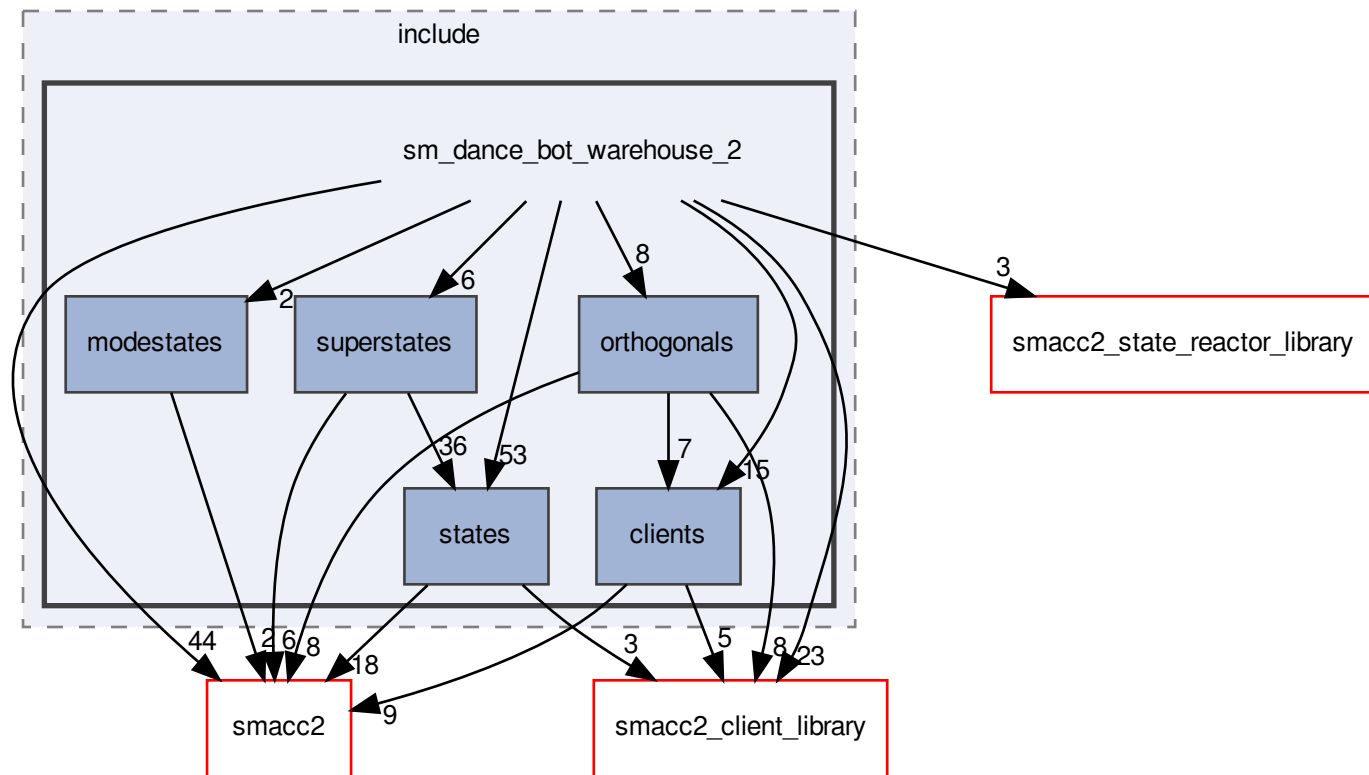 include
sm_dance_bot_warehouse_2
8
3
6
2
modestates
superstates
orthogonals
smacc2_state_reactor_library
36
53
7
15
states
clients
44
2
6
8
18
3
5
8
23
9
smacc2
smacc2_client_library